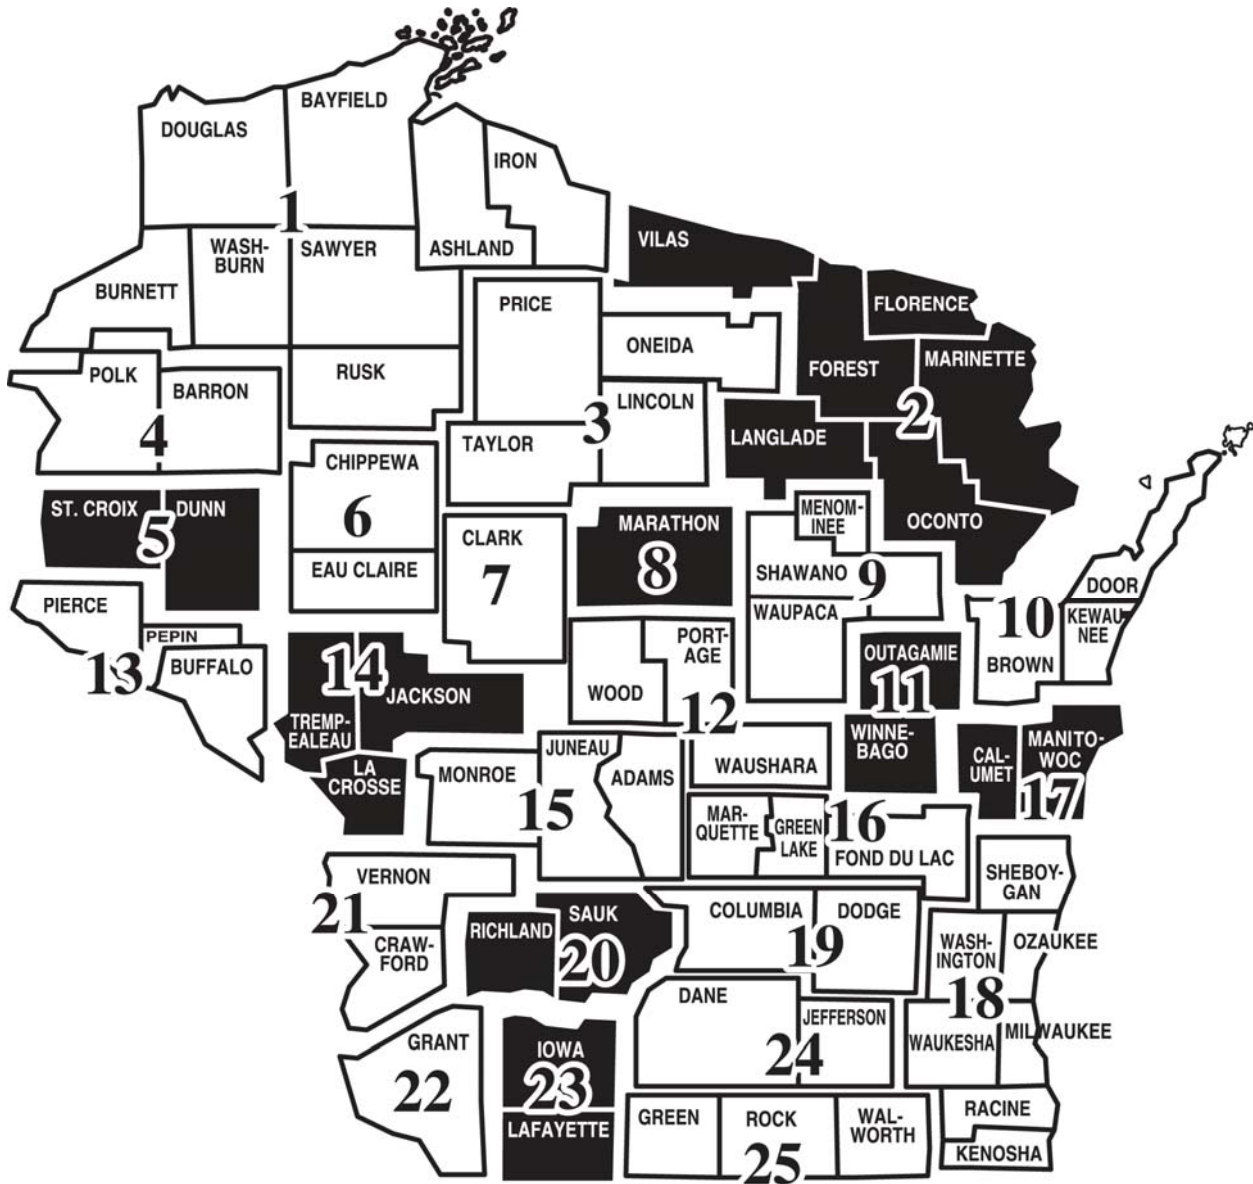 BAYFIELD
DOUGLAS
IRON
1
WASH-
BURN
SAWYER
ASHLAND
VILAS
BURNETT
PRICE
FLORENCE
ONEIDA
FOREST
MARINETTE
POLK
BARRON
RUSK
LINCOLN
2
3
4
TAYLOR
LANGLADE
CHIPPEWA
ST. CROIX
DUNN
5
6
CLARK
MARATHON
MENOM-
INEE
OCONTO
EAU CLAIRE
7
8
SHAWANO
9
WAUPACA
DOOR
PIERCE
PEPIN
BUFFALO
13
10
KEWAU-
NEE
BROWN
PORT-
AGE
WOOD
12
OUTAGAMIE
11
14
JACKSON
TREMP-
EALEAU
LA
CROSSE
WINNE-
BAGO
CAL-
UMET
MANITO-
WOC
17
MONROE
JUNEAU
ADAMS
15
WAUSHARA
MAR-
QUETTE
GREEN
LAKE
16
FOND DU LAC
SHEBOY-
GAN
VERNON
21
CRAW-
FORD
RICHLAND
SAUK
20
COLUMBIA
DODGE
19
WASH-
INGTON
OZAUKEE
18
DANE
JEFFERSON
24
WAUKESHA
MILWAUKEE
GRANT
22
IOWA
23
LAFAYETTE
GREEN
ROCK
25
WAL-
WORTH
RACINE
KENOSHA